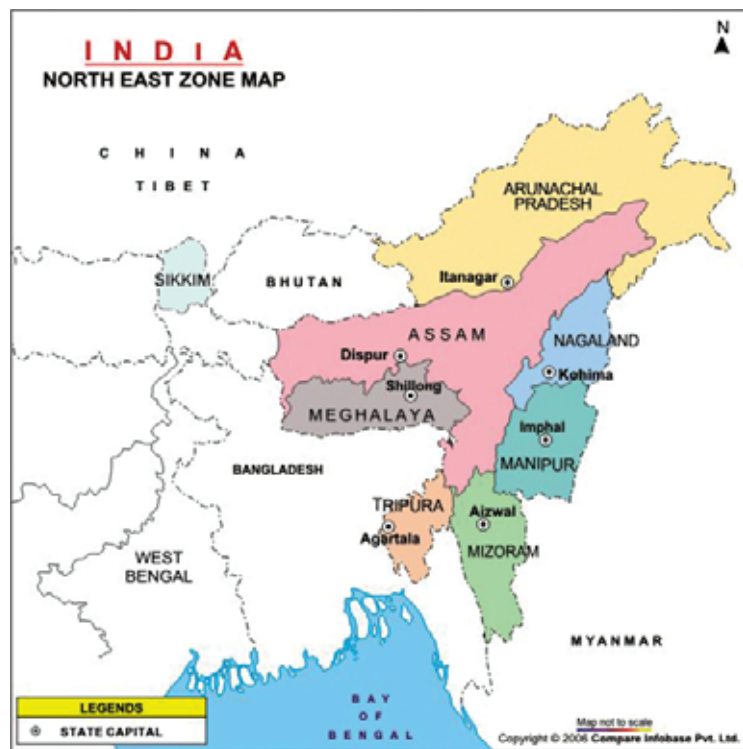 INDIA
NORTH EAST ZONE MAP
N
CHINA
TIBET
ARUNACHAL
PRADESH
SIKKIM
BHUTAN
Itanagar
ASSAM
NAGALAND
Dispur
Kohima
Shillong
MEGHALAYA
Imphal
MANIPUR
BANGLADESH
TRIPURA
Aizwal
Agartala
MIZORAM
WEST
BENGAL
MYANMAR
BAY
OF
BENGAL
LEGENDS
STATE CAPITAL
Map not to scale
Copyright © 2006 Compare Infobase Pvt. Ltd.